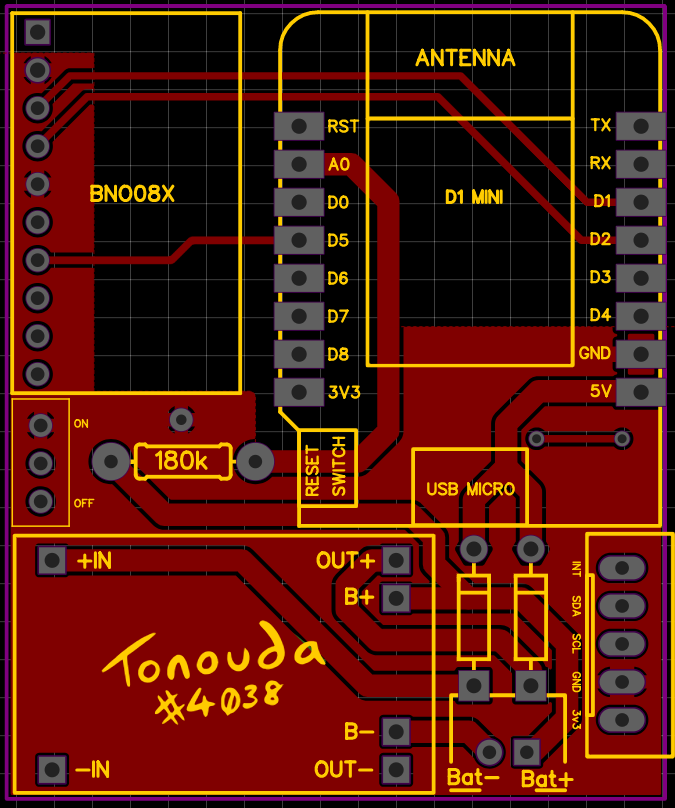 ANTENNA
RST
TX
A0
RX
BNO08X
D1 MINI
D0
D1
D5
D2
D6
D3
D7
D4
D8
GND
3V3
5V
ON
180k
OFF
RESET
SWITCH
USB MICRO
+IN
OUT+
B+
INT
SDA
SCL
GND
3V3
Tonouda
#4038
B-
-IN
OUT-
Bat-
Bat+